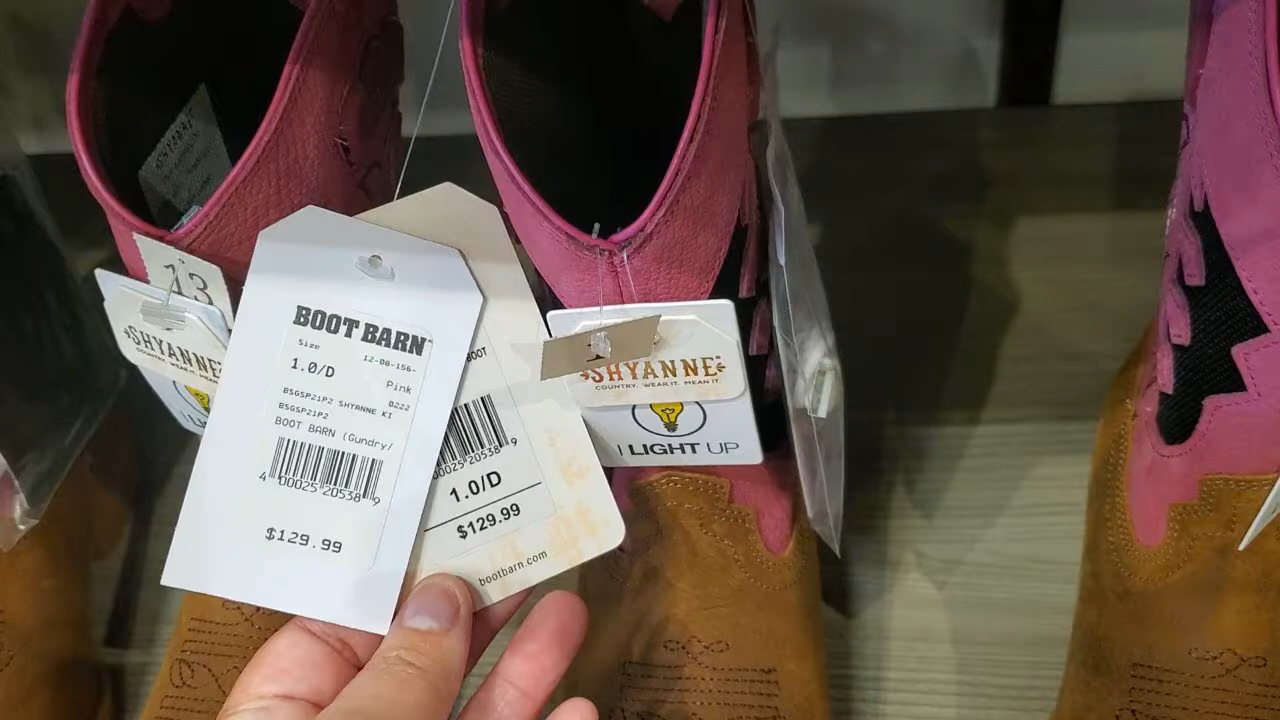 13
SHYANNE
COUNTRY. WEAR IT. MEAN
BOOT BARN
Size
12-08-156-
1.0/D
Pink
BSGSP21P2 SHYANNE KI
0222
BSGSP21P2
BOOT BARN (Gundry/
4 00025 20538 9
$129.99
BOOT
00025 20538 9
1.0/D
$129.99
bootbarn.com
SHYANNE
COUNTRY. WEAR IT. MEAN IT.
I LIGHT UP